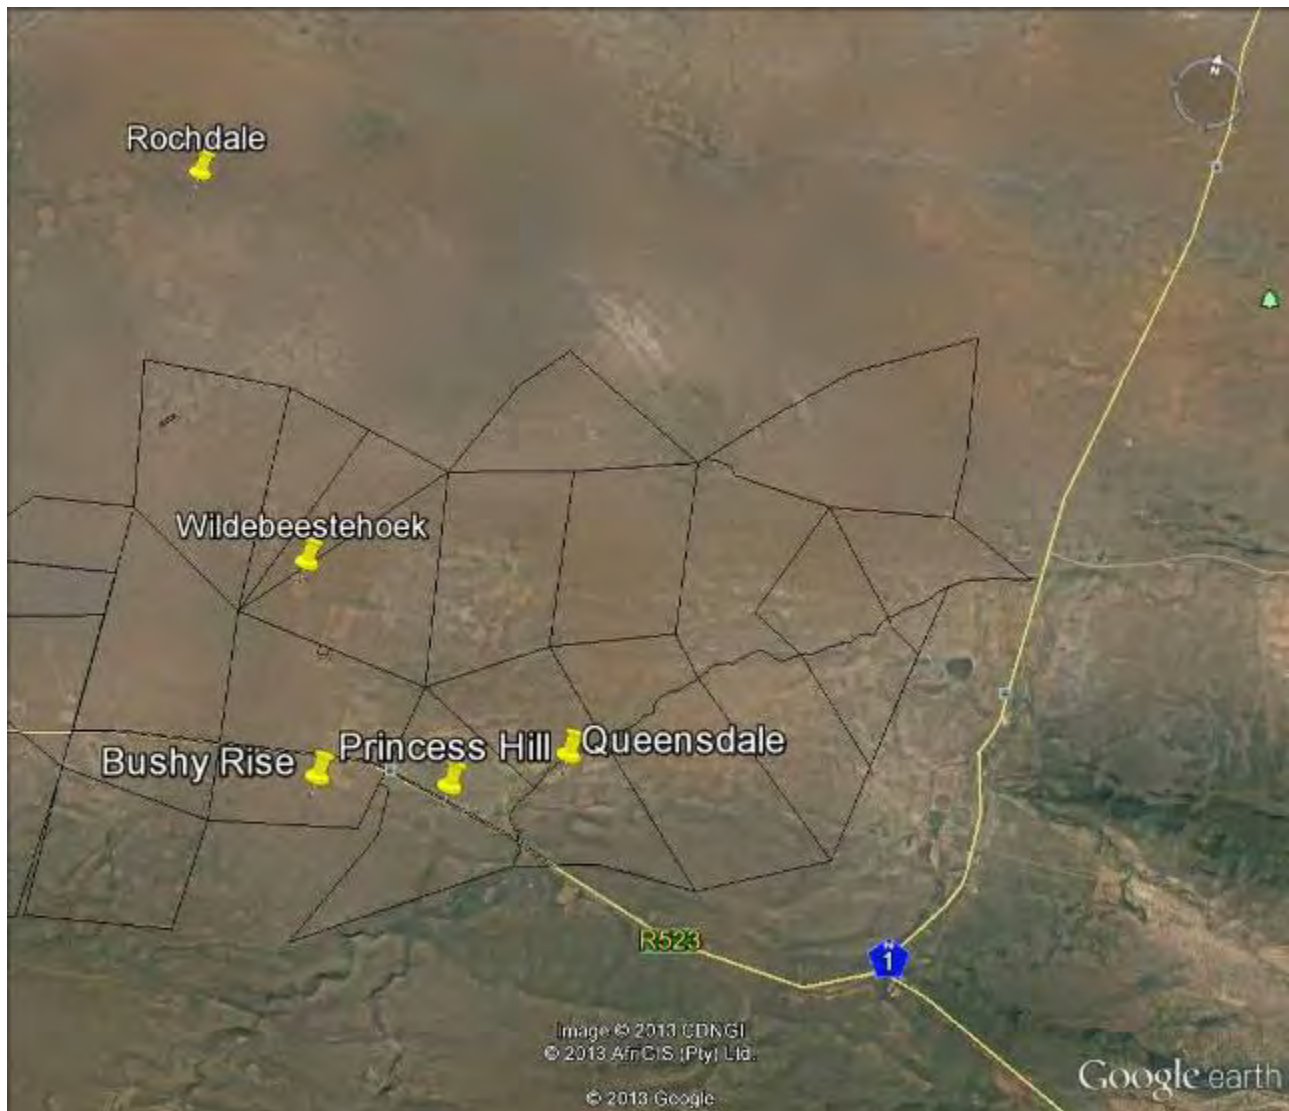 N
Rochdale
Wildebeestehoek
Bushy Rise
Princess Hill
Queensdale
R523
N
1
Image © 2013 CDNGI
© 2013 AfriGIS (Pty) Ltd.
© 2013 Google
Google earth